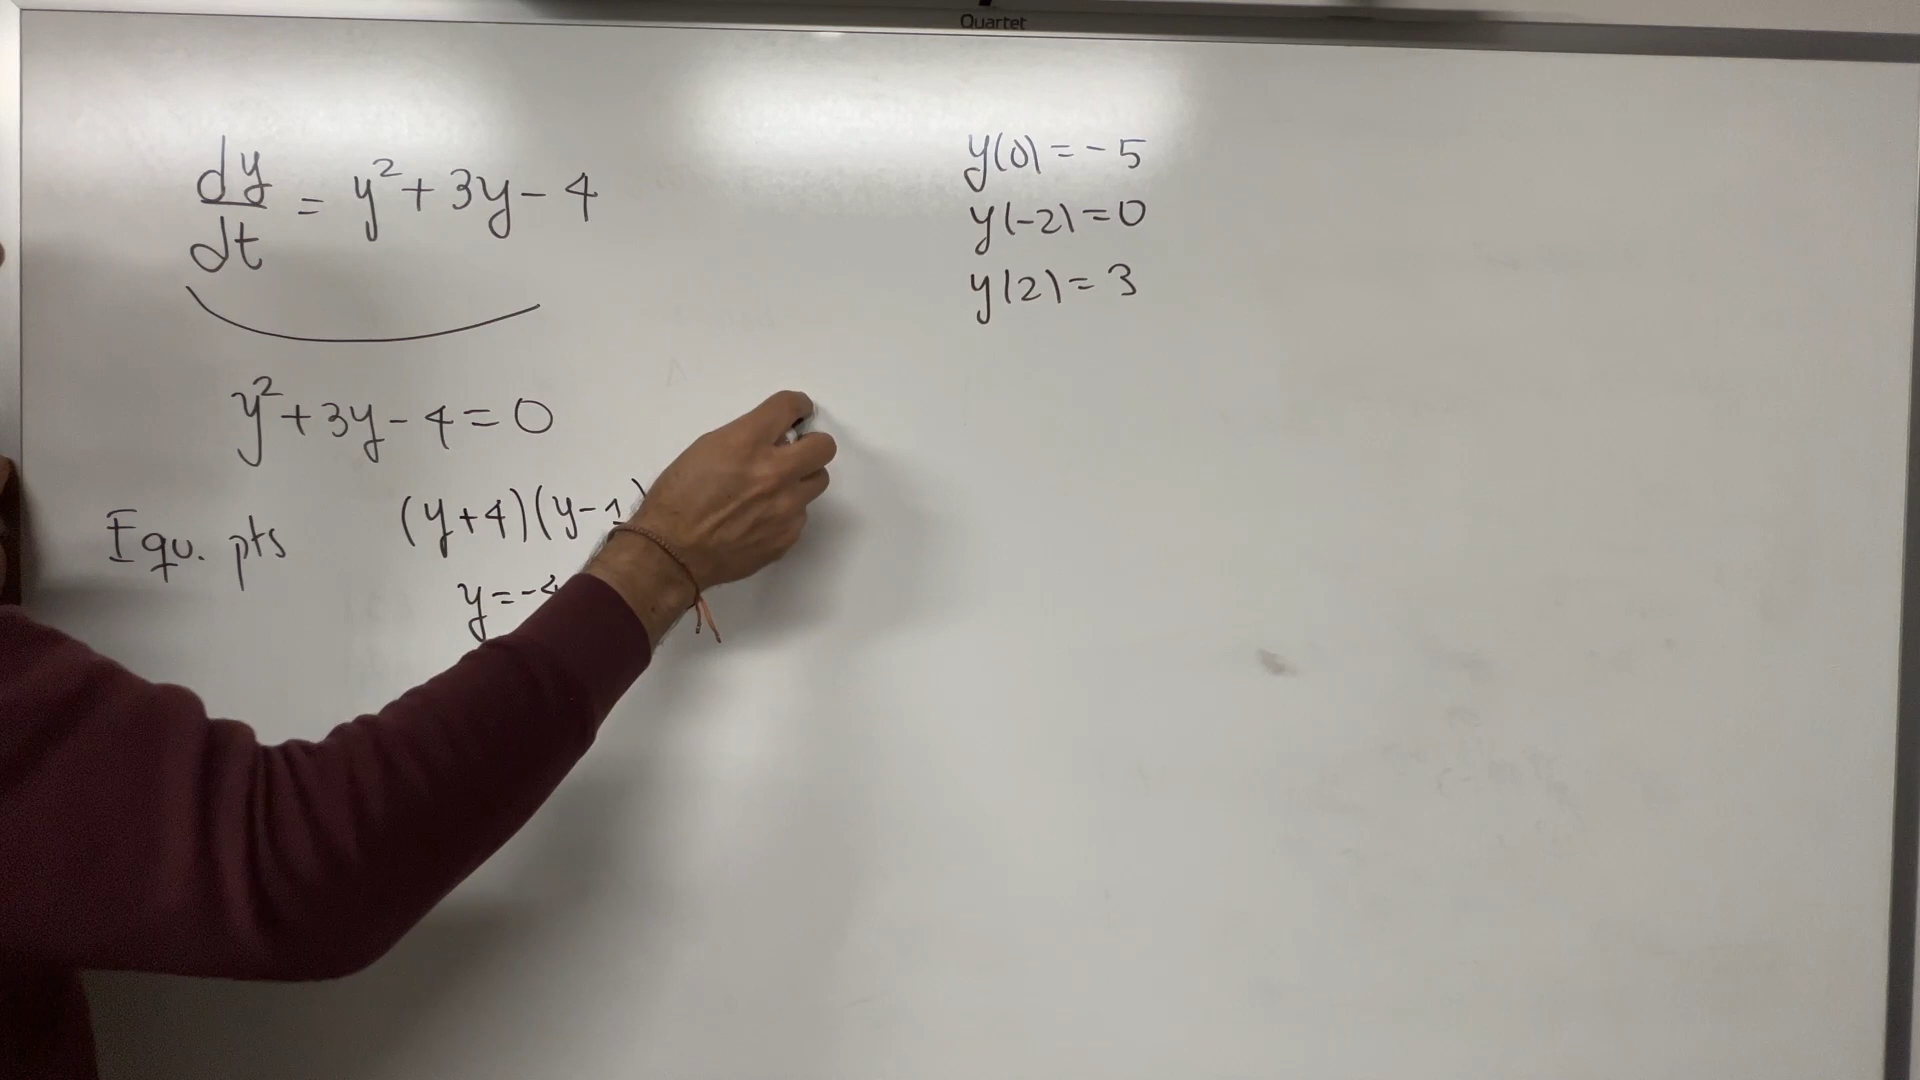 Quartet
dy/dt = y² + 3y - 4
y(0) = - 5
y(-2) = 0
y(2) = 3
y² + 3y - 4 = 0
Equ. pts (y+4)(y-1)
y = -4